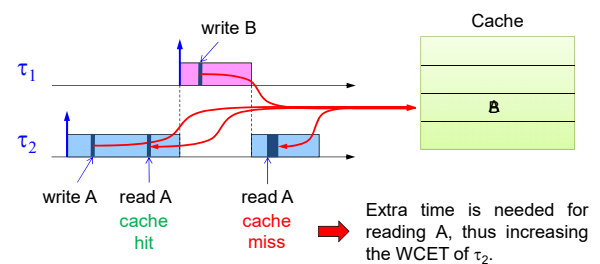 Cache
write B
τ1
B
A
τ2
write A
read A
cache
hit
read A
cache
miss
Extra time is needed for
reading A, thus increasing
the WCET of τ2.